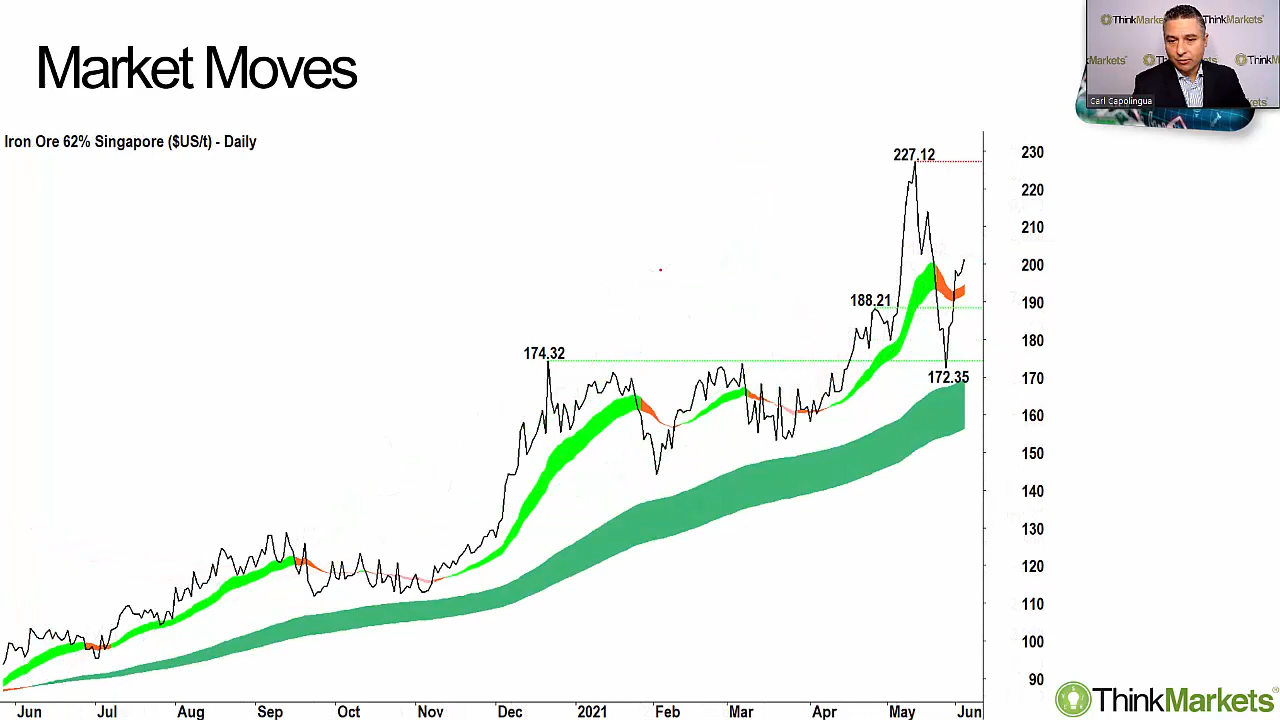 Market Moves
ThinkMarkets
ThinkMarkets
Carl Capolingua
Iron Ore 62% Singapore ($US/t) - Daily
227.12
188.21
174.32
172.35
230
220
210
200
190
180
170
160
150
140
130
120
110
100
90
Jun Jul Aug Sep Oct Nov Dec 2021 Feb Mar Apr May Jun
ThinkMarkets